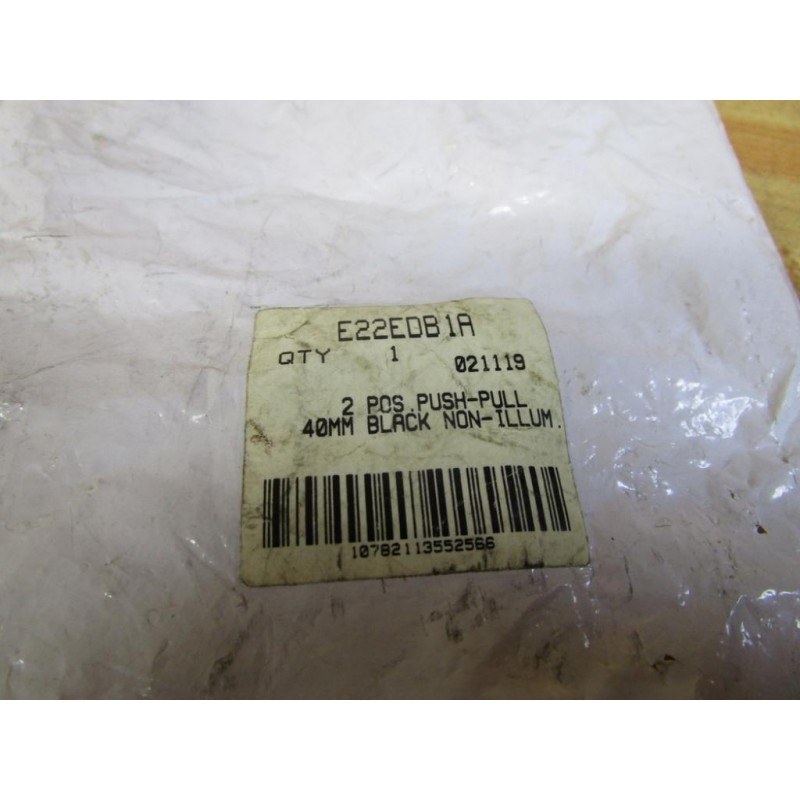 E22EDB1A
QTY 1 021119
2 POS.PUSH-PULL
40MM BLACK NON-ILLUM.
10782113552566